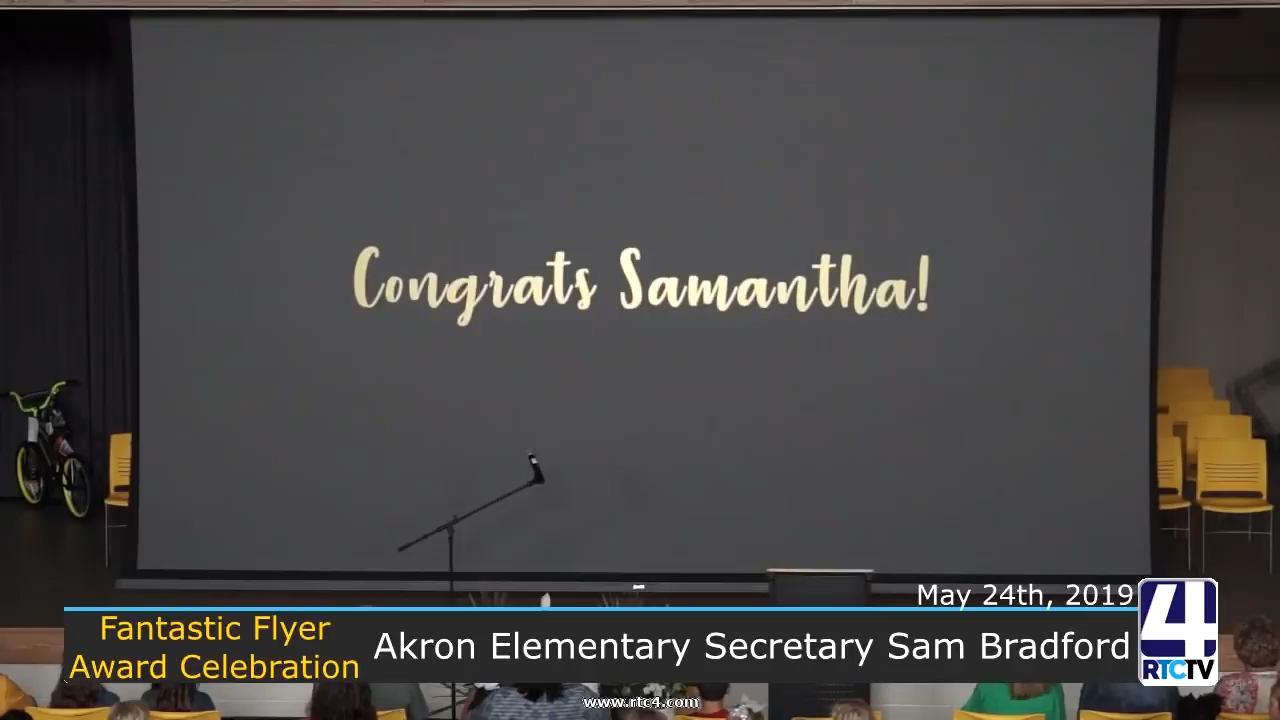 Congrats Samantha!
May 24th, 2019
Fantastic Flyer
Award Celebration
Akron Elementary Secretary Sam Bradford
4
RTCTV
www.rtc4.com